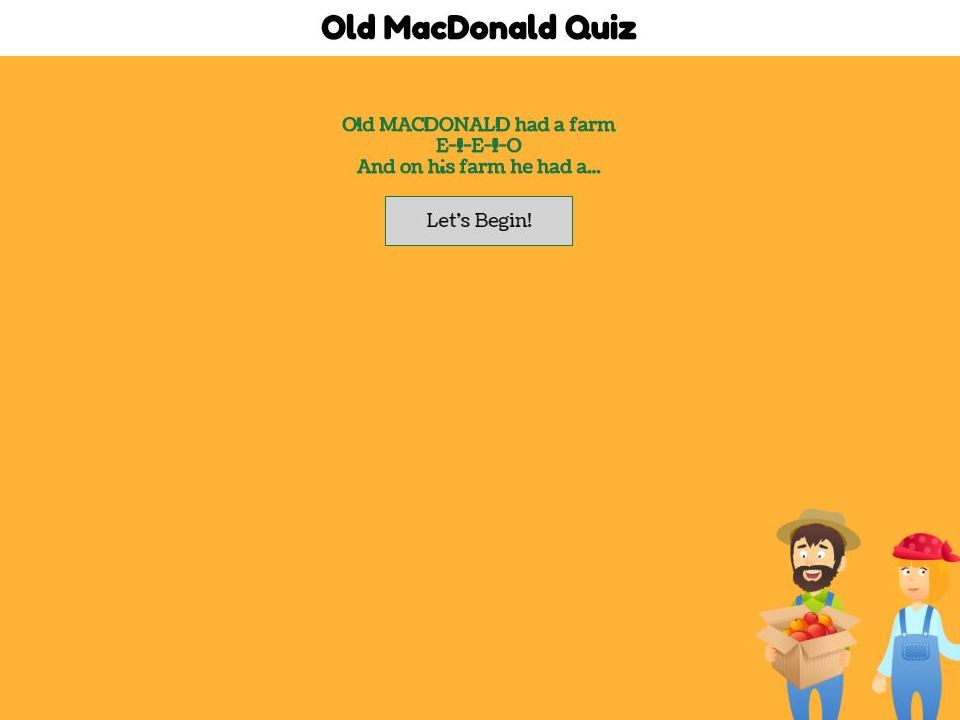 Old MacDonald Quiz
Old MACDONALD had a farm
E-I-E-I-O
And on his farm he had a...
Let's Begin!